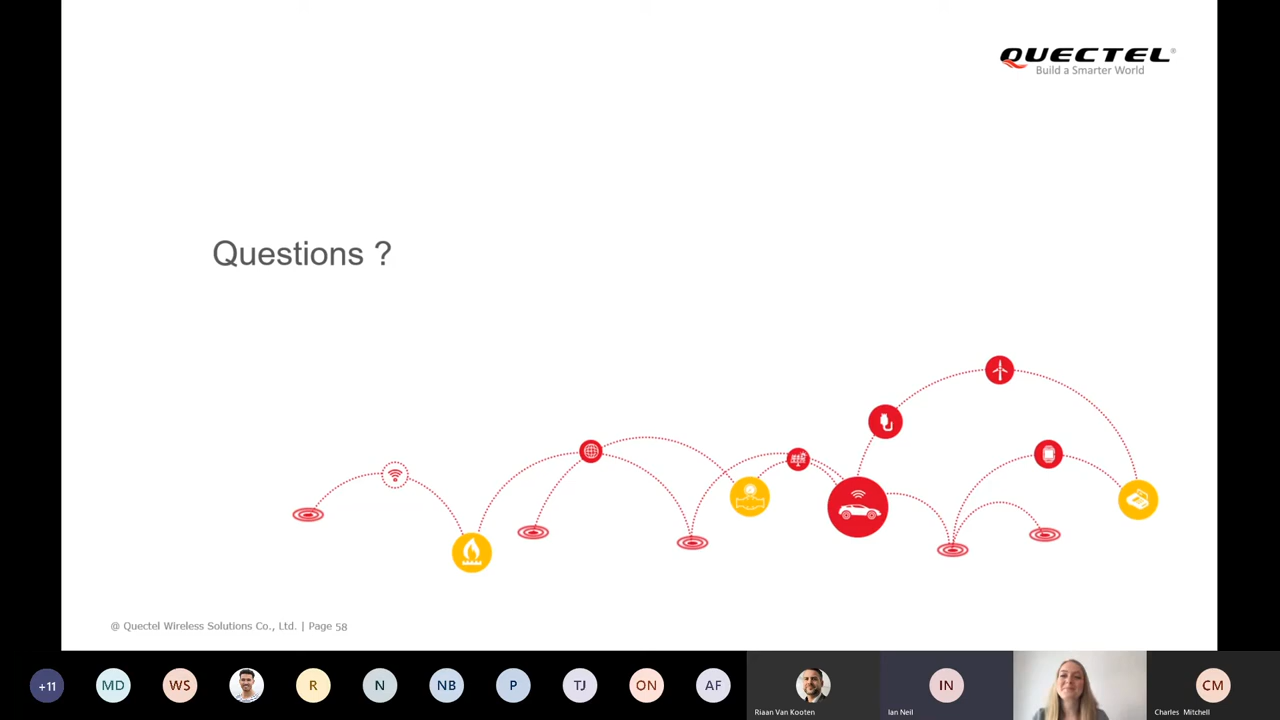 QUECTEL®
Build a Smarter World
Questions ?
@ Quectel Wireless Solutions Co., Ltd. | Page 58
+11
MD
WS
R
N
NB
P
TJ
ON
AF
IN
CM
Riaan Van Kooten
Ian Neil
Charles Mitchell